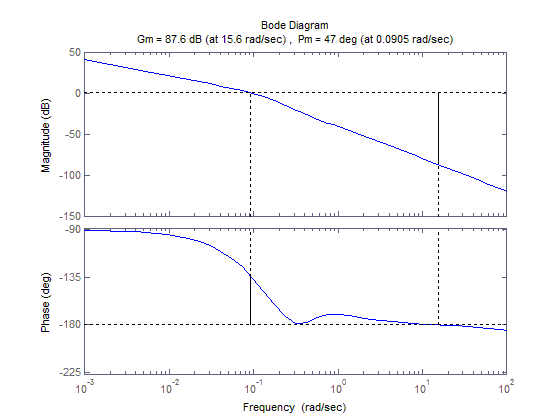 Bode Diagram
Gm = 87.6 dB (at 15.6 rad/sec) , Pm = 47 deg (at 0.0905 rad/sec)
Magnitude (dB)
50
0
-50
-100
-150
Phase (deg)
-90
-135
-180
-225
10^-3 10^-2 10^-1 10^0 10^1 10^2
Frequency (rad/sec)